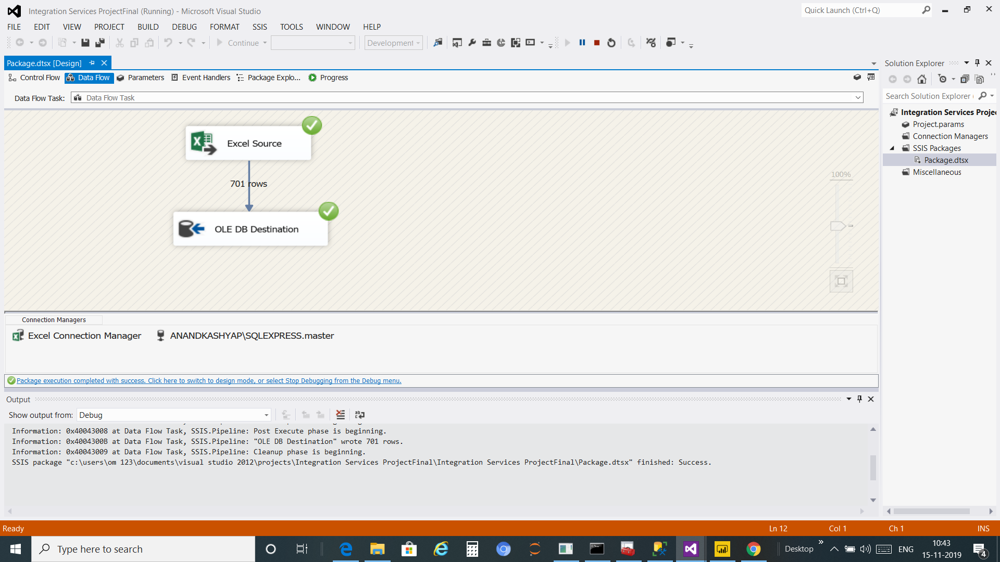 Integration Services ProjectFinal (Running) - Microsoft Visual Studio
Quick Launch (Ctrl+Q)
FILE EDIT VIEW PROJECT BUILD DEBUG FORMAT SSIS TOOLS WINDOW HELP
Continue Development
Package.dtsx [Design]
Control Flow Data Flow Parameters Event Handlers Package Explo... Progress
Data Flow Task: Data Flow Task
Excel Source
701 rows
OLE DB Destination
100%
Connection Managers
Excel Connection Manager ANANDKASHYAP\SQLEXPRESS.master
Package execution completed with success. Click here to switch to design mode, or select Stop Debugging from the Debug menu.
Output
Show output from: Debug
Information: 0x40043008 at Data Flow Task, SSIS.Pipeline: Post Execute phase is beginning.
Information: 0x4004300B at Data Flow Task, SSIS.Pipeline: "OLE DB Destination" wrote 701 rows.
Information: 0x40043009 at Data Flow Task, SSIS.Pipeline: Cleanup phase is beginning.
SSIS package "c:\users\om 123\documents\visual studio 2012\projects\Integration Services ProjectFinal\Integration Services ProjectFinal\Package.dtsx" finished: Success.
Solution Explorer
Search Solution Explorer (
Integration Services Proje
Project.params
Connection Managers
SSIS Packages
Package.dtsx
Miscellaneous
Ready Ln 12 Col 1 Ch 1 INS
Type here to search
Desktop
ENG
10:43
15-11-2019
4